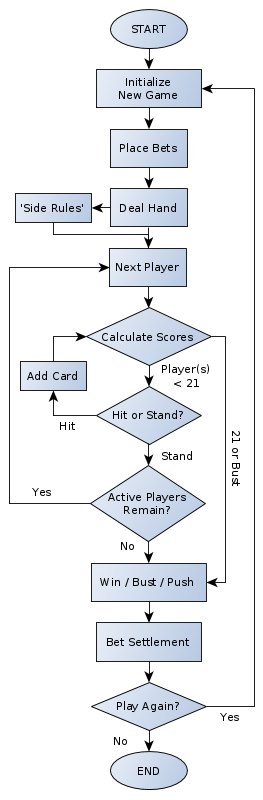 START
Initialize
New Game
Place Bets
'Side Rules'
Deal Hand
Next Player
Calculate Scores
Player(s)
< 21
Add Card
Hit or Stand?
Hit
21 or Bust
Stand
Active Players
Remain?
Yes
No
Win / Bust / Push
Bet Settlement
Play Again?
Yes
No
END